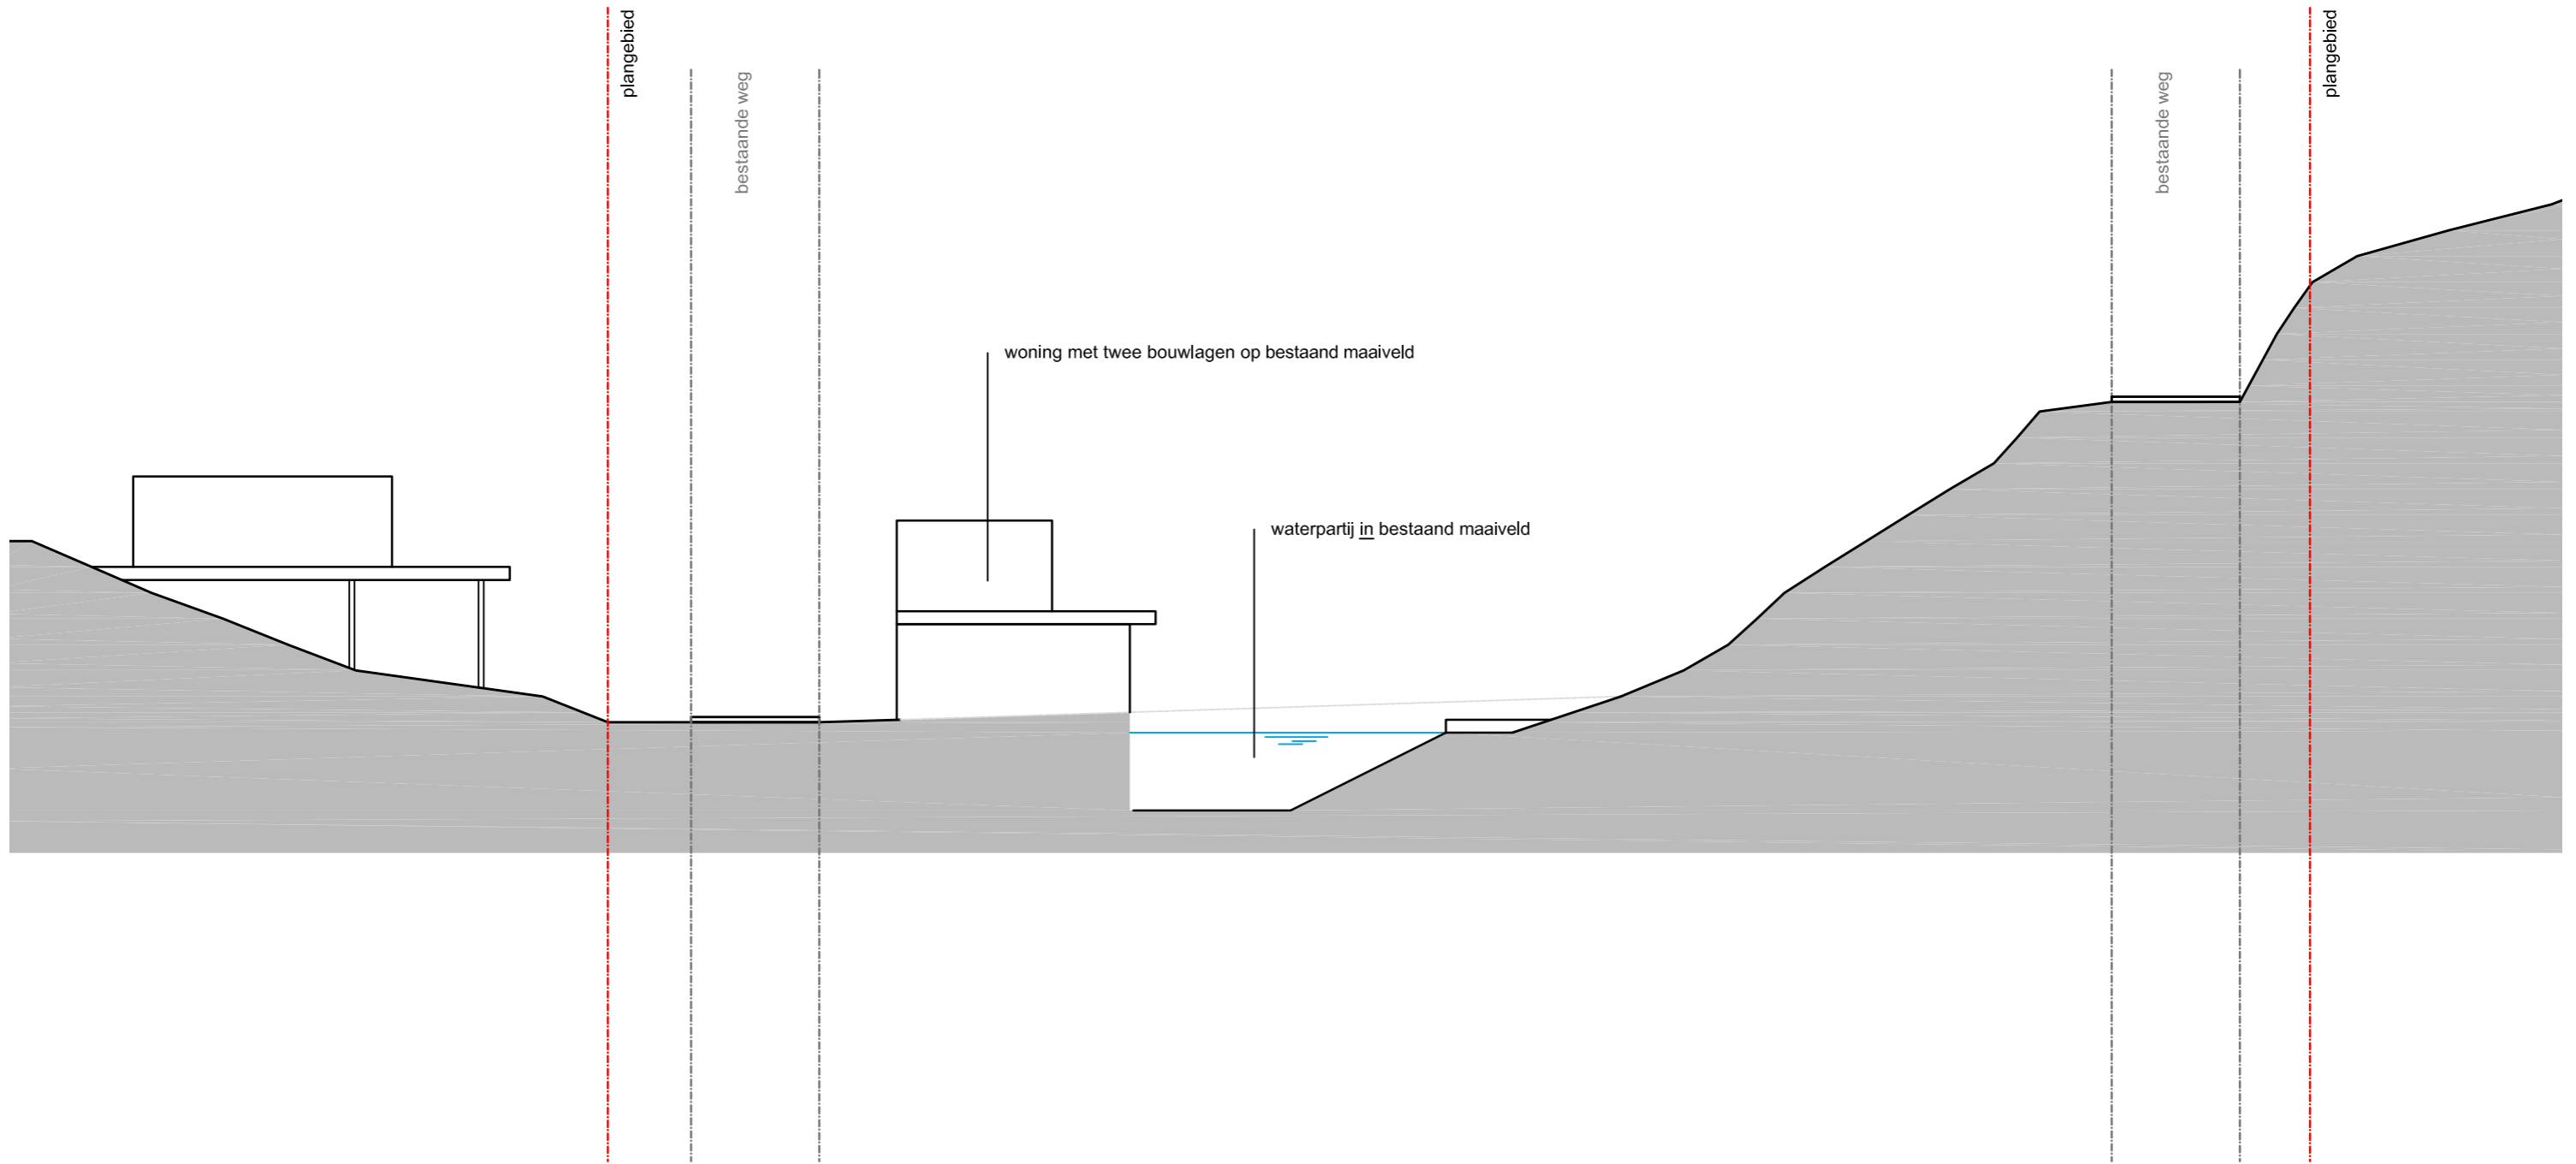 plangebied
bestaande weg
bestaande weg
plangebied
woning met twee bouwlagen op bestaand maaiveld
waterpartij in bestaand maaiveld